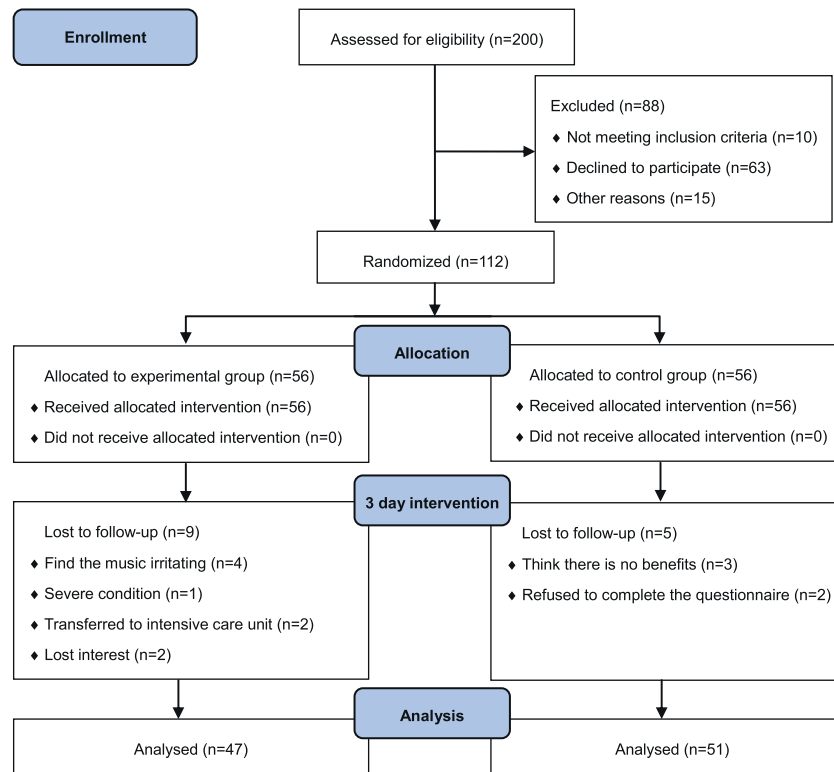 Enrollment
Assessed for eligibility (n=200)
Excluded (n=88)
♦ Not meeting inclusion criteria (n=10)
♦ Declined to participate (n=63)
♦ Other reasons (n=15)
Randomized (n=112)
Allocation
Allocated to experimental group (n=56)
♦ Received allocated intervention (n=56)
♦ Did not receive allocated intervention (n=0)
Allocated to control group (n=56)
♦ Received allocated intervention (n=56)
♦ Did not receive allocated intervention (n=0)
3 day intervention
Lost to follow-up (n=9)
♦ Find the music irritating (n=4)
♦ Severe condition (n=1)
♦ Transferred to intensive care unit (n=2)
♦ Lost interest (n=2)
Lost to follow-up (n=5)
♦ Think there is no benefits (n=3)
♦ Refused to complete the questionnaire (n=2)
Analysis
Analysed (n=47)
Analysed (n=51)